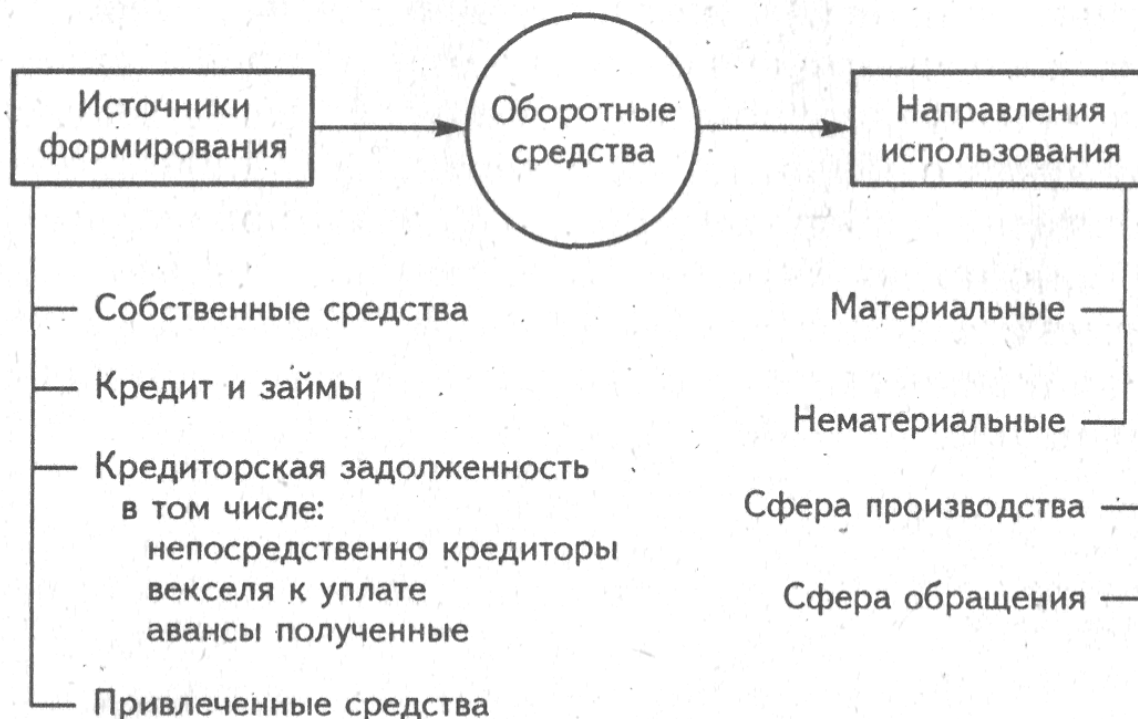 Источники
формирования
Оборотные
средства
Направления
использования
Собственные средства
Кредит и займы
Кредиторская задолженность
в том числе:
непосредственно кредиторы
векселя к уплате
авансы полученные
Привлеченные средства
Материальные
Нематериальные
Сфера производства
Сфера обращения